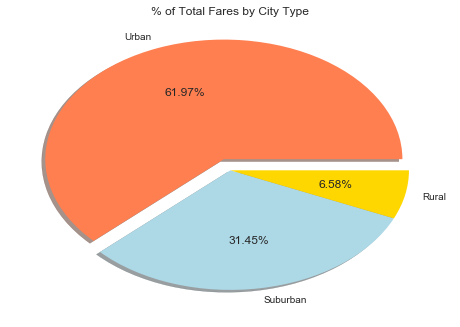 % of Total Fares by City Type
Urban
61.97%
6.58%
Rural
31.45%
Suburban